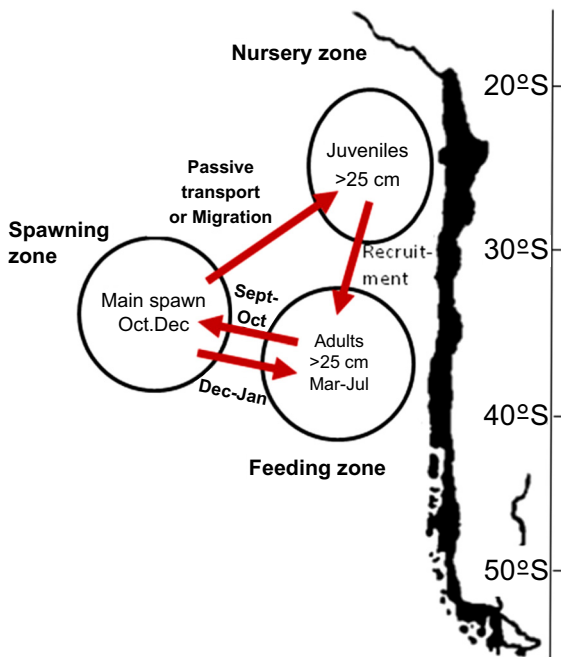 Nursery zone
20ºS
Juveniles
>25 cm
Passive
transport
or Migration
Spawning
zone
30ºS
Recruit-
ment
Main spawn
Oct.Dec
Sept-
Oct
Adults
>25 cm
Mar-Jul
Dec-Jan
40ºS
Feeding zone
50ºS